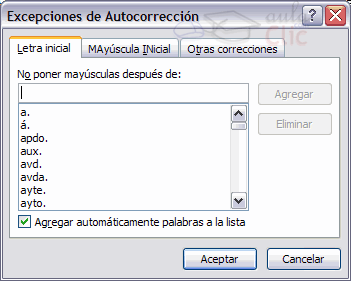 Excepciones de Autocorrección
aula
Clic
Letra inicial
MAyúscula INicial
Otras correcciones
No poner mayúsculas después de:
Agregar
a.
á.
Eliminar
apdo.
aux.
avd.
avda.
ayte.
ayto.
Agregar automáticamente palabras a la lista
Aceptar
Cancelar